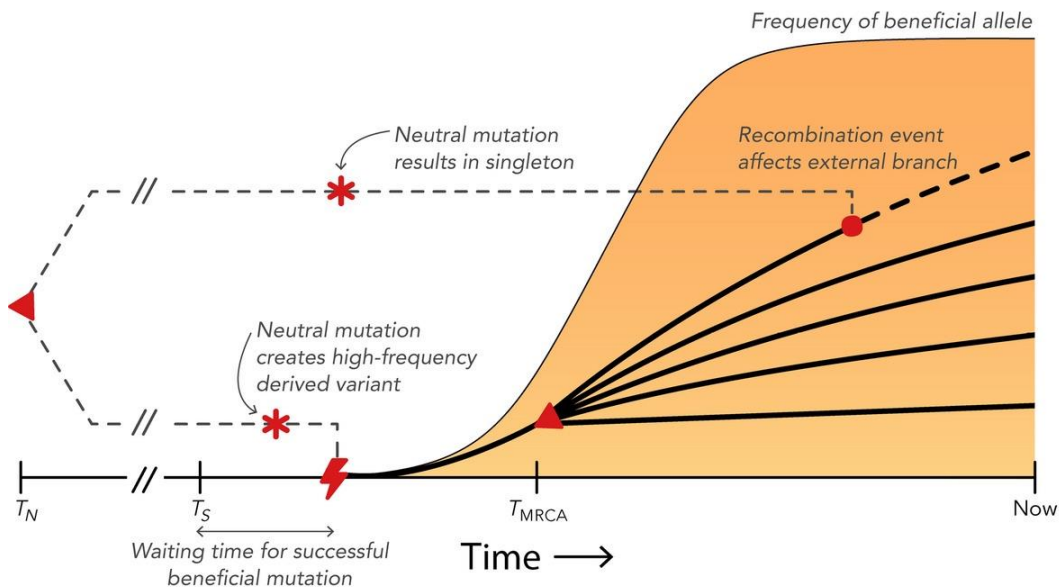 Frequency of beneficial allele
Neutral mutation
results in singleton
Recombination event
affects external branch
Neutral mutation
creates high-frequency
derived variant
T_N
T_S
T_MRCA
Now
Waiting time for successful
beneficial mutation
Time →